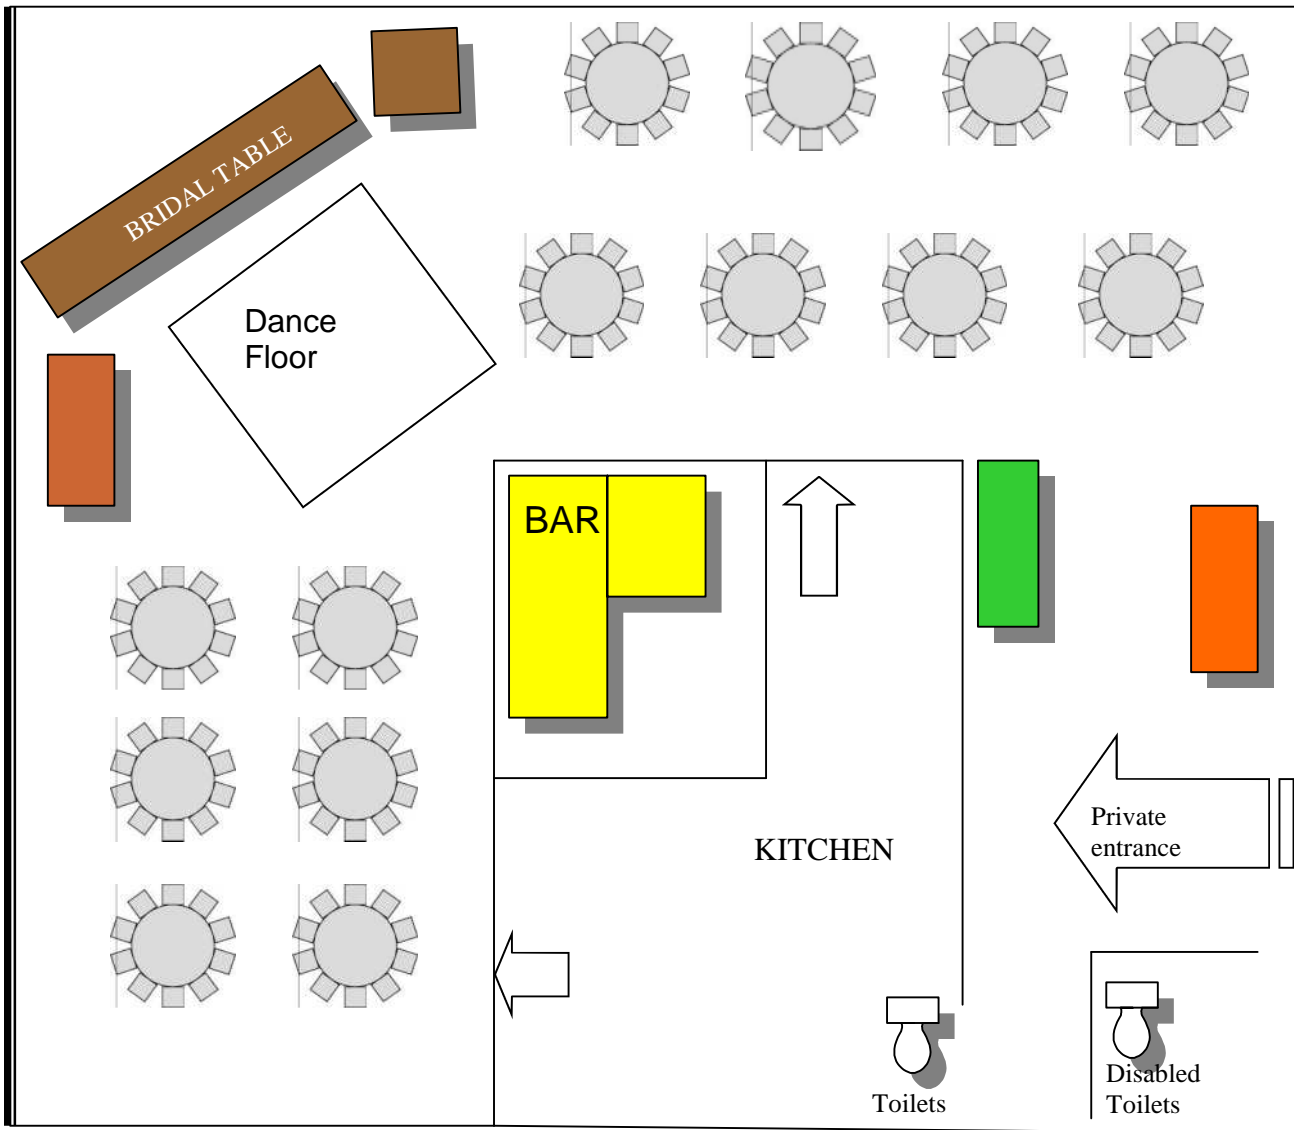 BRIDAL TABLE
Dance
Floor
BAR
Private
entrance
KITCHEN
Toilets
Disabled
Toilets